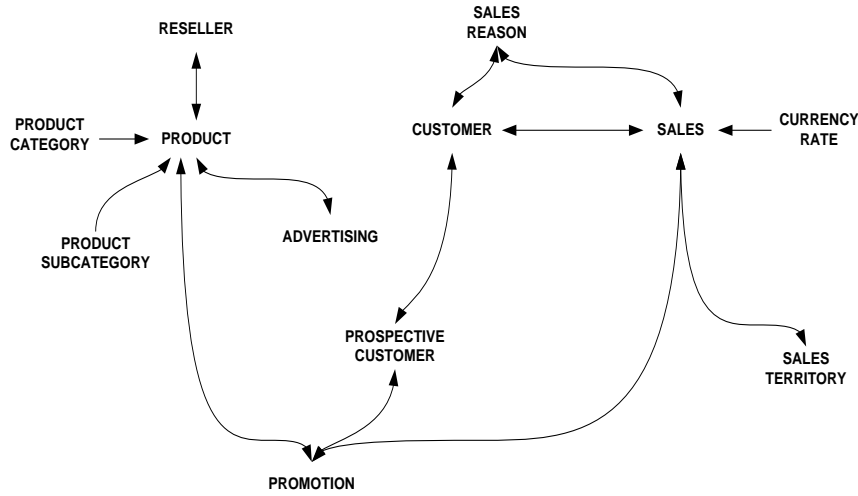 RESELLER
SALES
REASON
PRODUCT
CATEGORY
PRODUCT
CUSTOMER
SALES
CURRENCY
RATE
PRODUCT
SUBCATEGORY
ADVERTISING
PROSPECTIVE
CUSTOMER
SALES
TERRITORY
PROMOTION